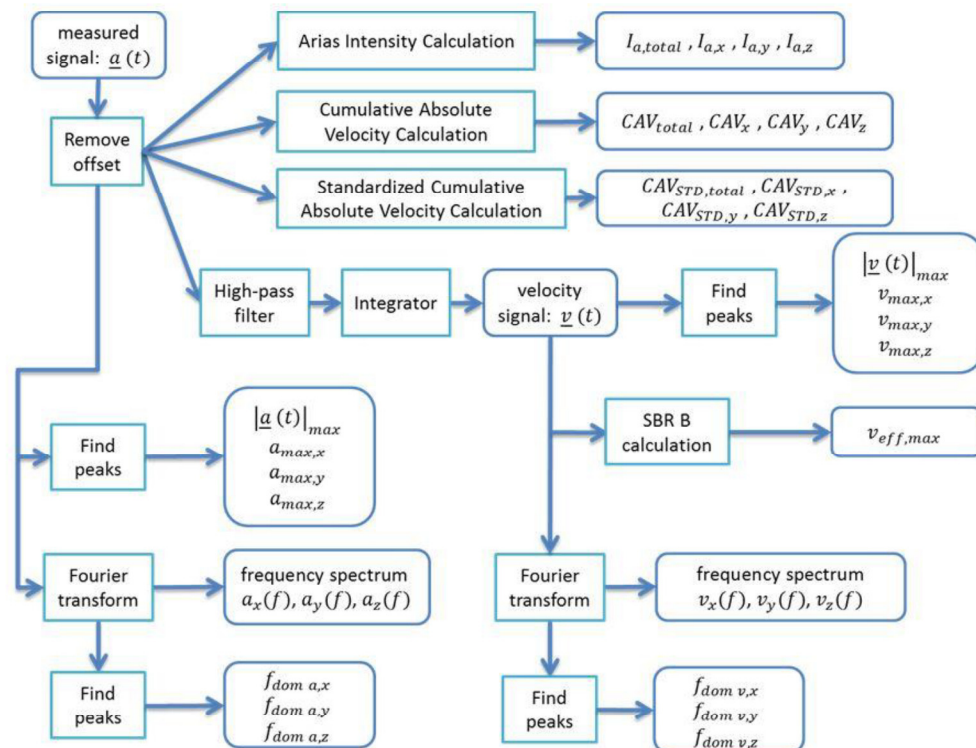 measured
signal: a (t)
Remove
offset
Arias Intensity Calculation
I_{a,total} , I_{a,x} , I_{a,y} , I_{a,z}
Cumulative Absolute
Velocity Calculation
CAV_{total} , CAV_x , CAV_y , CAV_z
Standardized Cumulative
Absolute Velocity Calculation
CAV_{STD,total} , CAV_{STD,x} ,
CAV_{STD,y} , CAV_{STD,z}
High-pass
filter
Integrator
velocity
signal: v (t)
Find
peaks
|v (t)|_{max}
v_{max,x}
v_{max,y}
v_{max,z}
SBR B
calculation
v_{eff,max}
Find
peaks
|a (t)|_{max}
a_{max,x}
a_{max,y}
a_{max,z}
Fourier
transform
frequency spectrum
a_x(f), a_y(f), a_z(f)
Find
peaks
f_{dom a,x}
f_{dom a,y}
f_{dom a,z}
Fourier
transform
frequency spectrum
v_x(f), v_y(f), v_z(f)
Find
peaks
f_{dom v,x}
f_{dom v,y}
f_{dom v,z}